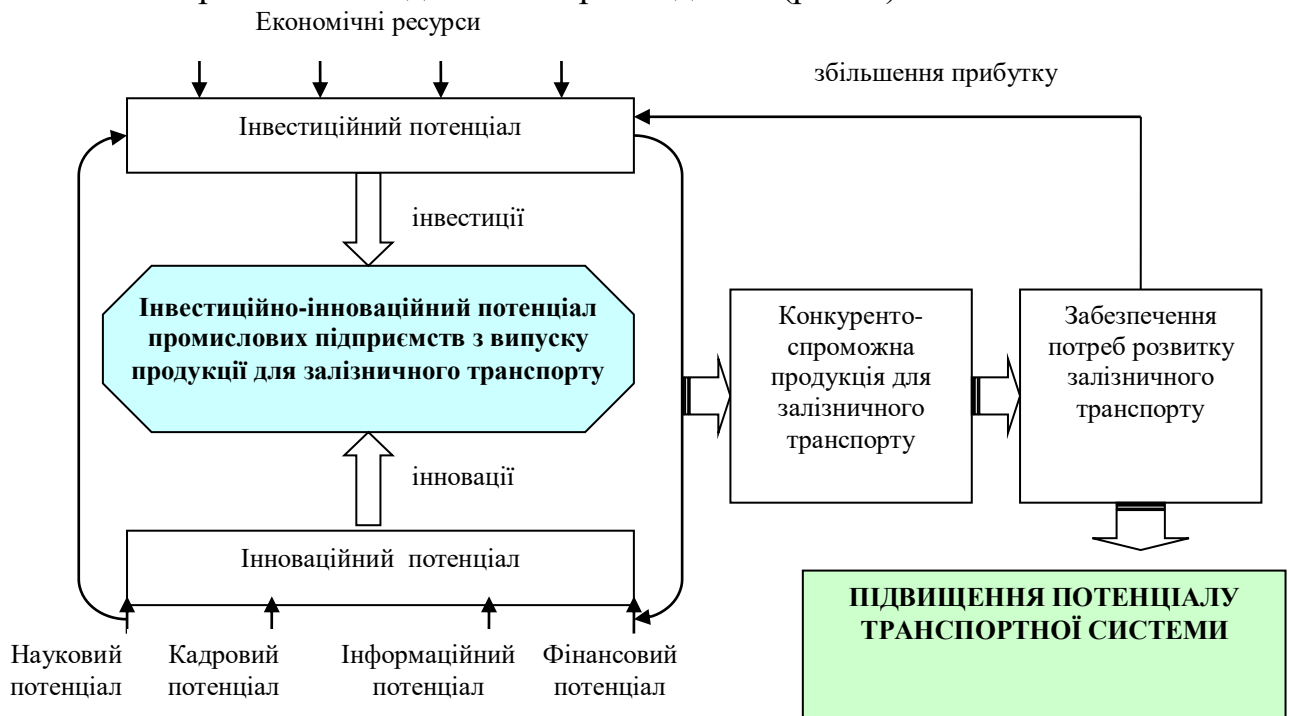 Економічні ресурси
збільшення прибутку
Інвестиційний потенціал
інвестиції
Інвестиційно-інноваційний потенціал
промислових підприємств з випуску
продукції для залізничного транспорту
Конкуренто-
спроможна
продукція для
залізничного
транспорту
Забезпечення
потреб розвитку
залізничного
транспорту
інновації
Інноваційний потенціал
ПІДВИЩЕННЯ ПОТЕНЦІАЛУ
ТРАНСПОРТНОЇ СИСТЕМИ
Науковий
потенціал
Кадровий
потенціал
Інформаційний
потенціал
Фінансовий
потенціал